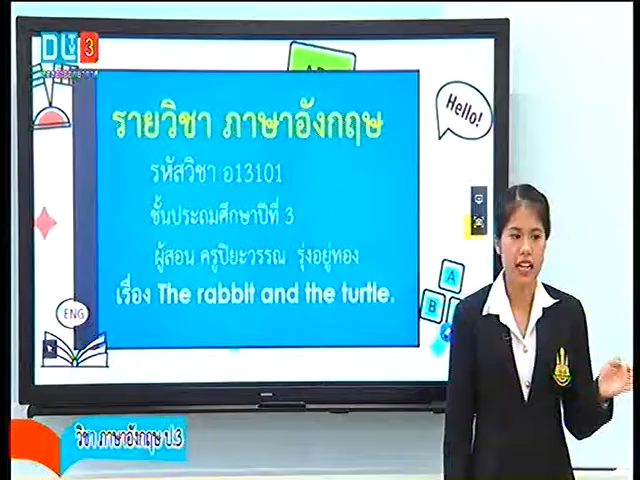 DLTV 3
รายวิชา ภาษาอังกฤษ
Hello!
รหัสวิชา อ13101
ชั้นประถมศึกษาปีที่ 3
ผู้สอน ครูปิยะวรรณ รุ่งอยู่ทอง
เรื่อง The rabbit and the turtle.
A
B
ENG
วิชา ภาษาอังกฤษ ป.3